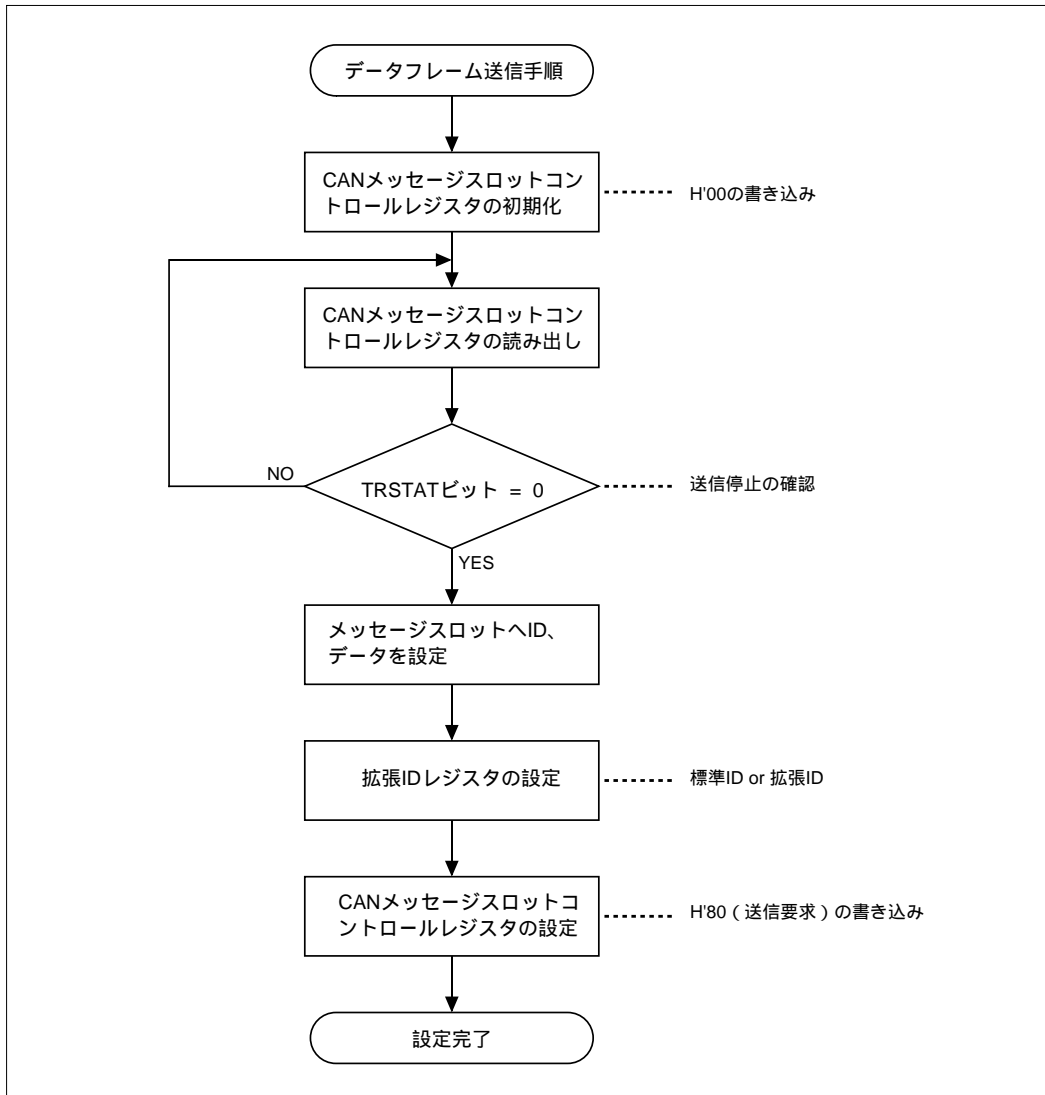 データフレーム送信手順
CANメッセージスロットコン
トロールレジスタの初期化
H'00の書き込み
CANメッセージスロットコン
トロールレジスタの読み出し
NO
TRSTATビット = 0
送信停止の確認
YES
メッセージスロットへID、
データを設定
拡張IDレジスタの設定
標準ID or 拡張ID
CANメッセージスロットコ
ントロールレジスタの設定
H'80（送信要求）の書き込み
設定完了